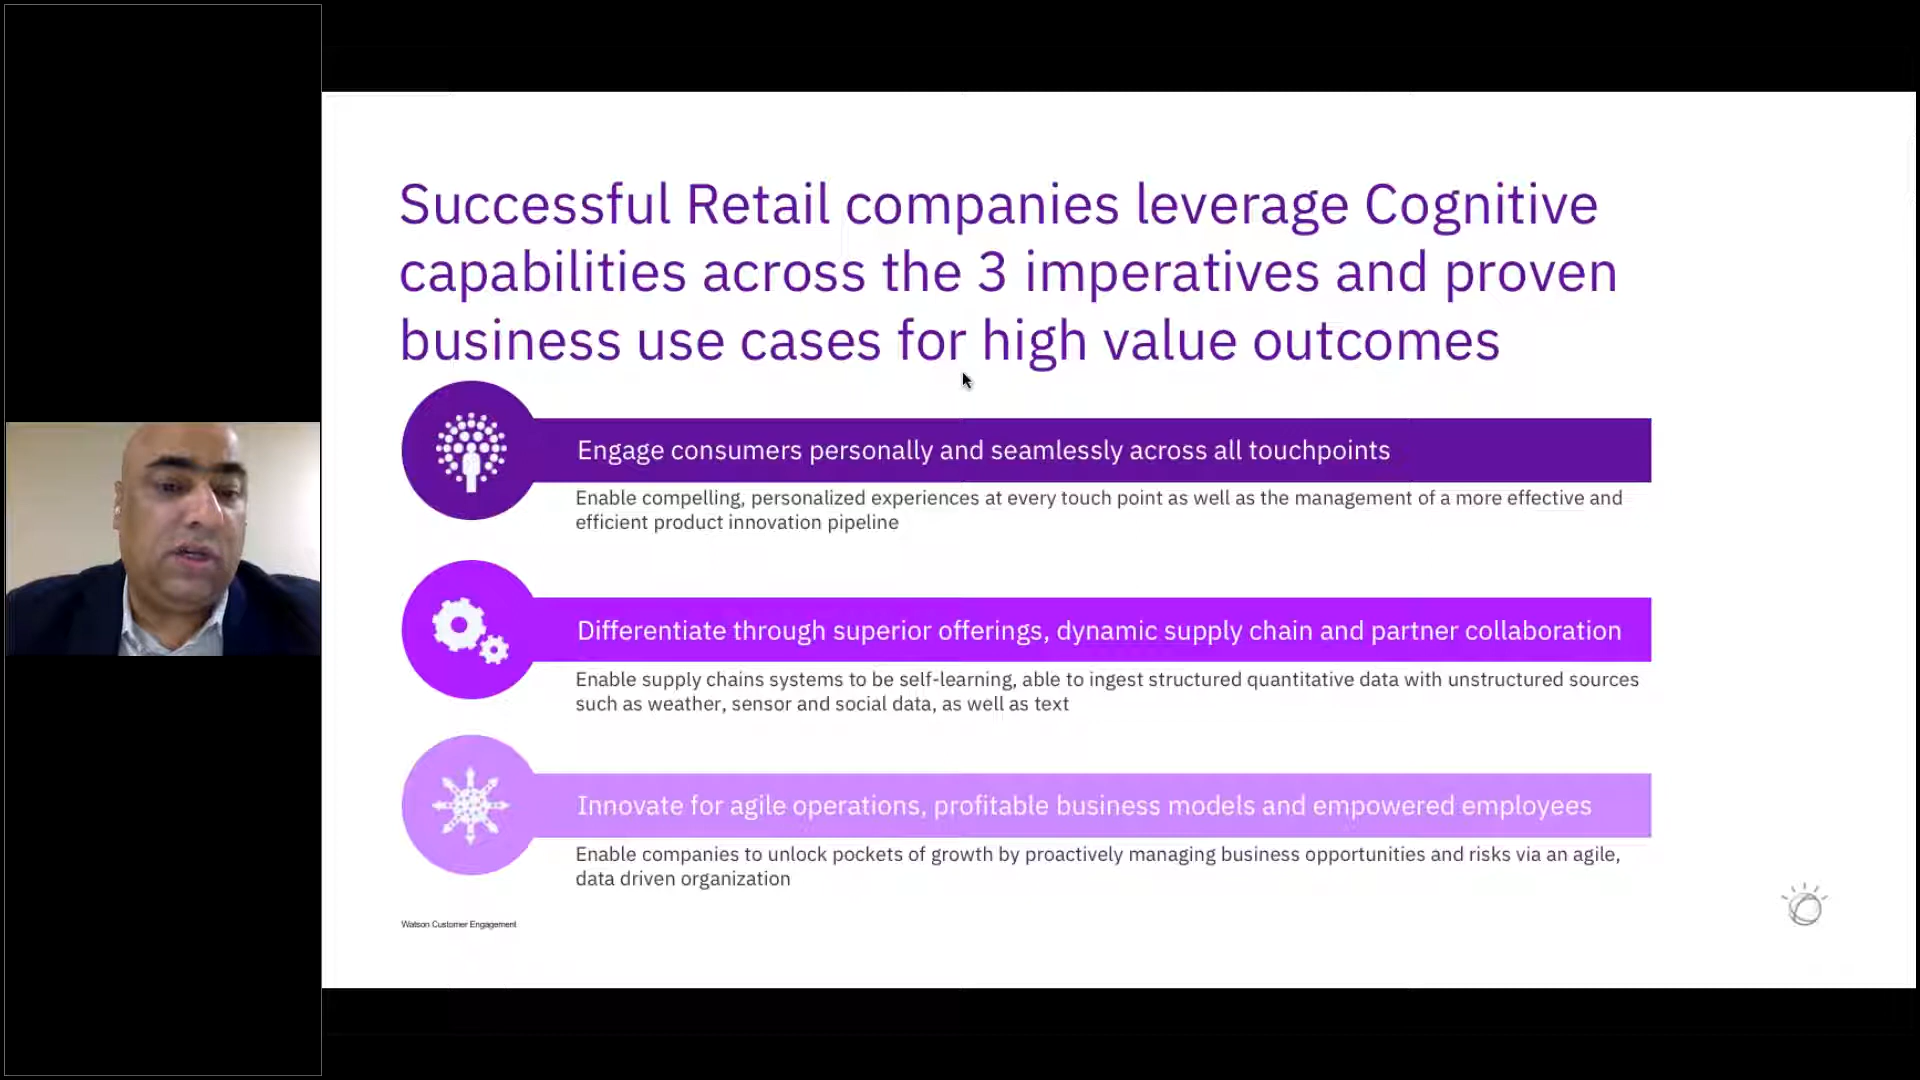 Successful Retail companies leverage Cognitive
capabilities across the 3 imperatives and proven
business use cases for high value outcomes
Engage consumers personally and seamlessly across all touchpoints
Enable compelling, personalized experiences at every touch point as well as the management of a more effective and
efficient product innovation pipeline
Differentiate through superior offerings, dynamic supply chain and partner collaboration
Enable supply chains systems to be self-learning, able to ingest structured quantitative data with unstructured sources
such as weather, sensor and social data, as well as text
Innovate for agile operations, profitable business models and empowered employees
Enable companies to unlock pockets of growth by proactively managing business opportunities and risks via an agile,
data driven organization
Watson Customer Engagement